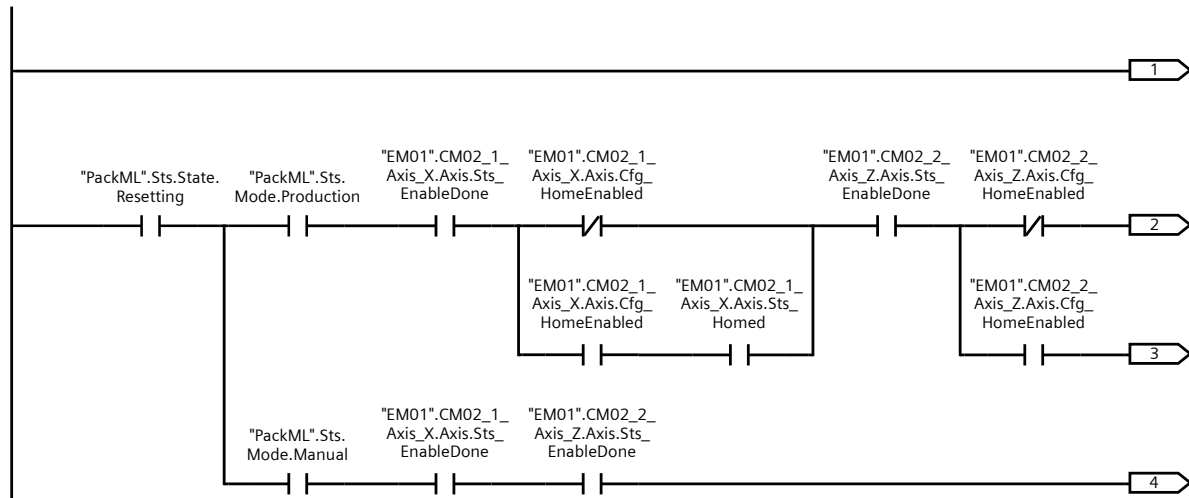 1
"PackML".Sts.State.
Resetting
"PackML".Sts.
Mode.Production
"EM01".CM02_1_
Axis_X.Axis.Sts_
EnableDone
"EM01".CM02_1_
Axis_X.Axis.Cfg_
HomeEnabled
"EM01".CM02_2_
Axis_Z.Axis.Sts_
EnableDone
"EM01".CM02_2_
Axis_Z.Axis.Cfg_
HomeEnabled
2
"EM01".CM02_1_
Axis_X.Axis.Cfg_
HomeEnabled
"EM01".CM02_1_
Axis_X.Axis.Sts_
Homed
"EM01".CM02_2_
Axis_Z.Axis.Cfg_
HomeEnabled
3
"PackML".Sts.
Mode.Manual
"EM01".CM02_1_
Axis_X.Axis.Sts_
EnableDone
"EM01".CM02_2_
Axis_Z.Axis.Sts_
EnableDone
4